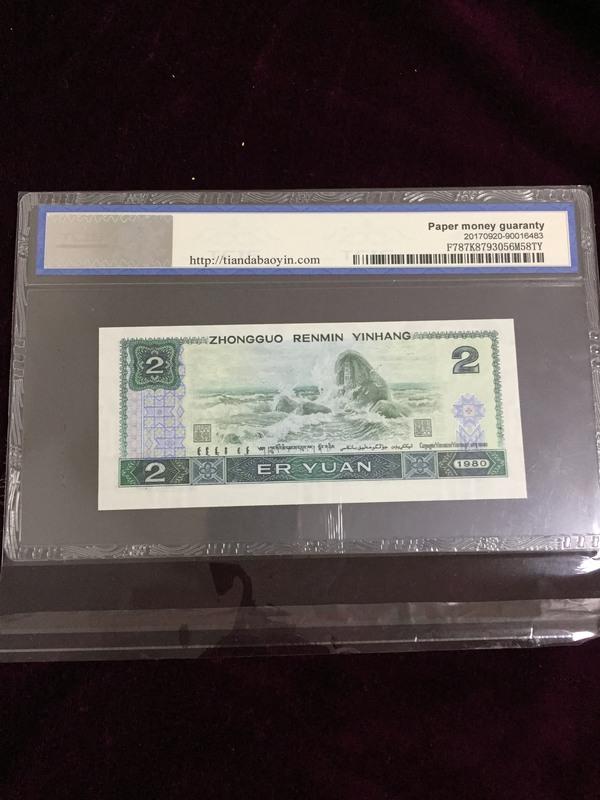 Paper money guaranty
20170920-90016483
http://tiandabaoyin.com
F787K8793056M58TY
ZHONGGUO RENMIN YINHANG
2
2
2
ER YUAN
1980